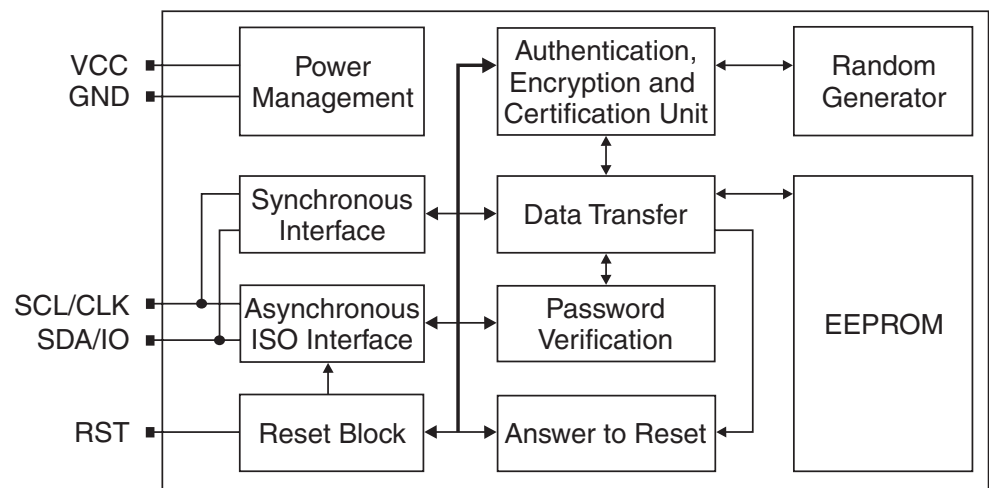 VCC
GND
Power
Management
Authentication,
Encryption and
Certification Unit
Random
Generator
Synchronous
Interface
Data Transfer
SCL/CLK
SDA/IO
Asynchronous
ISO Interface
Password
Verification
EEPROM
RST
Reset Block
Answer to Reset